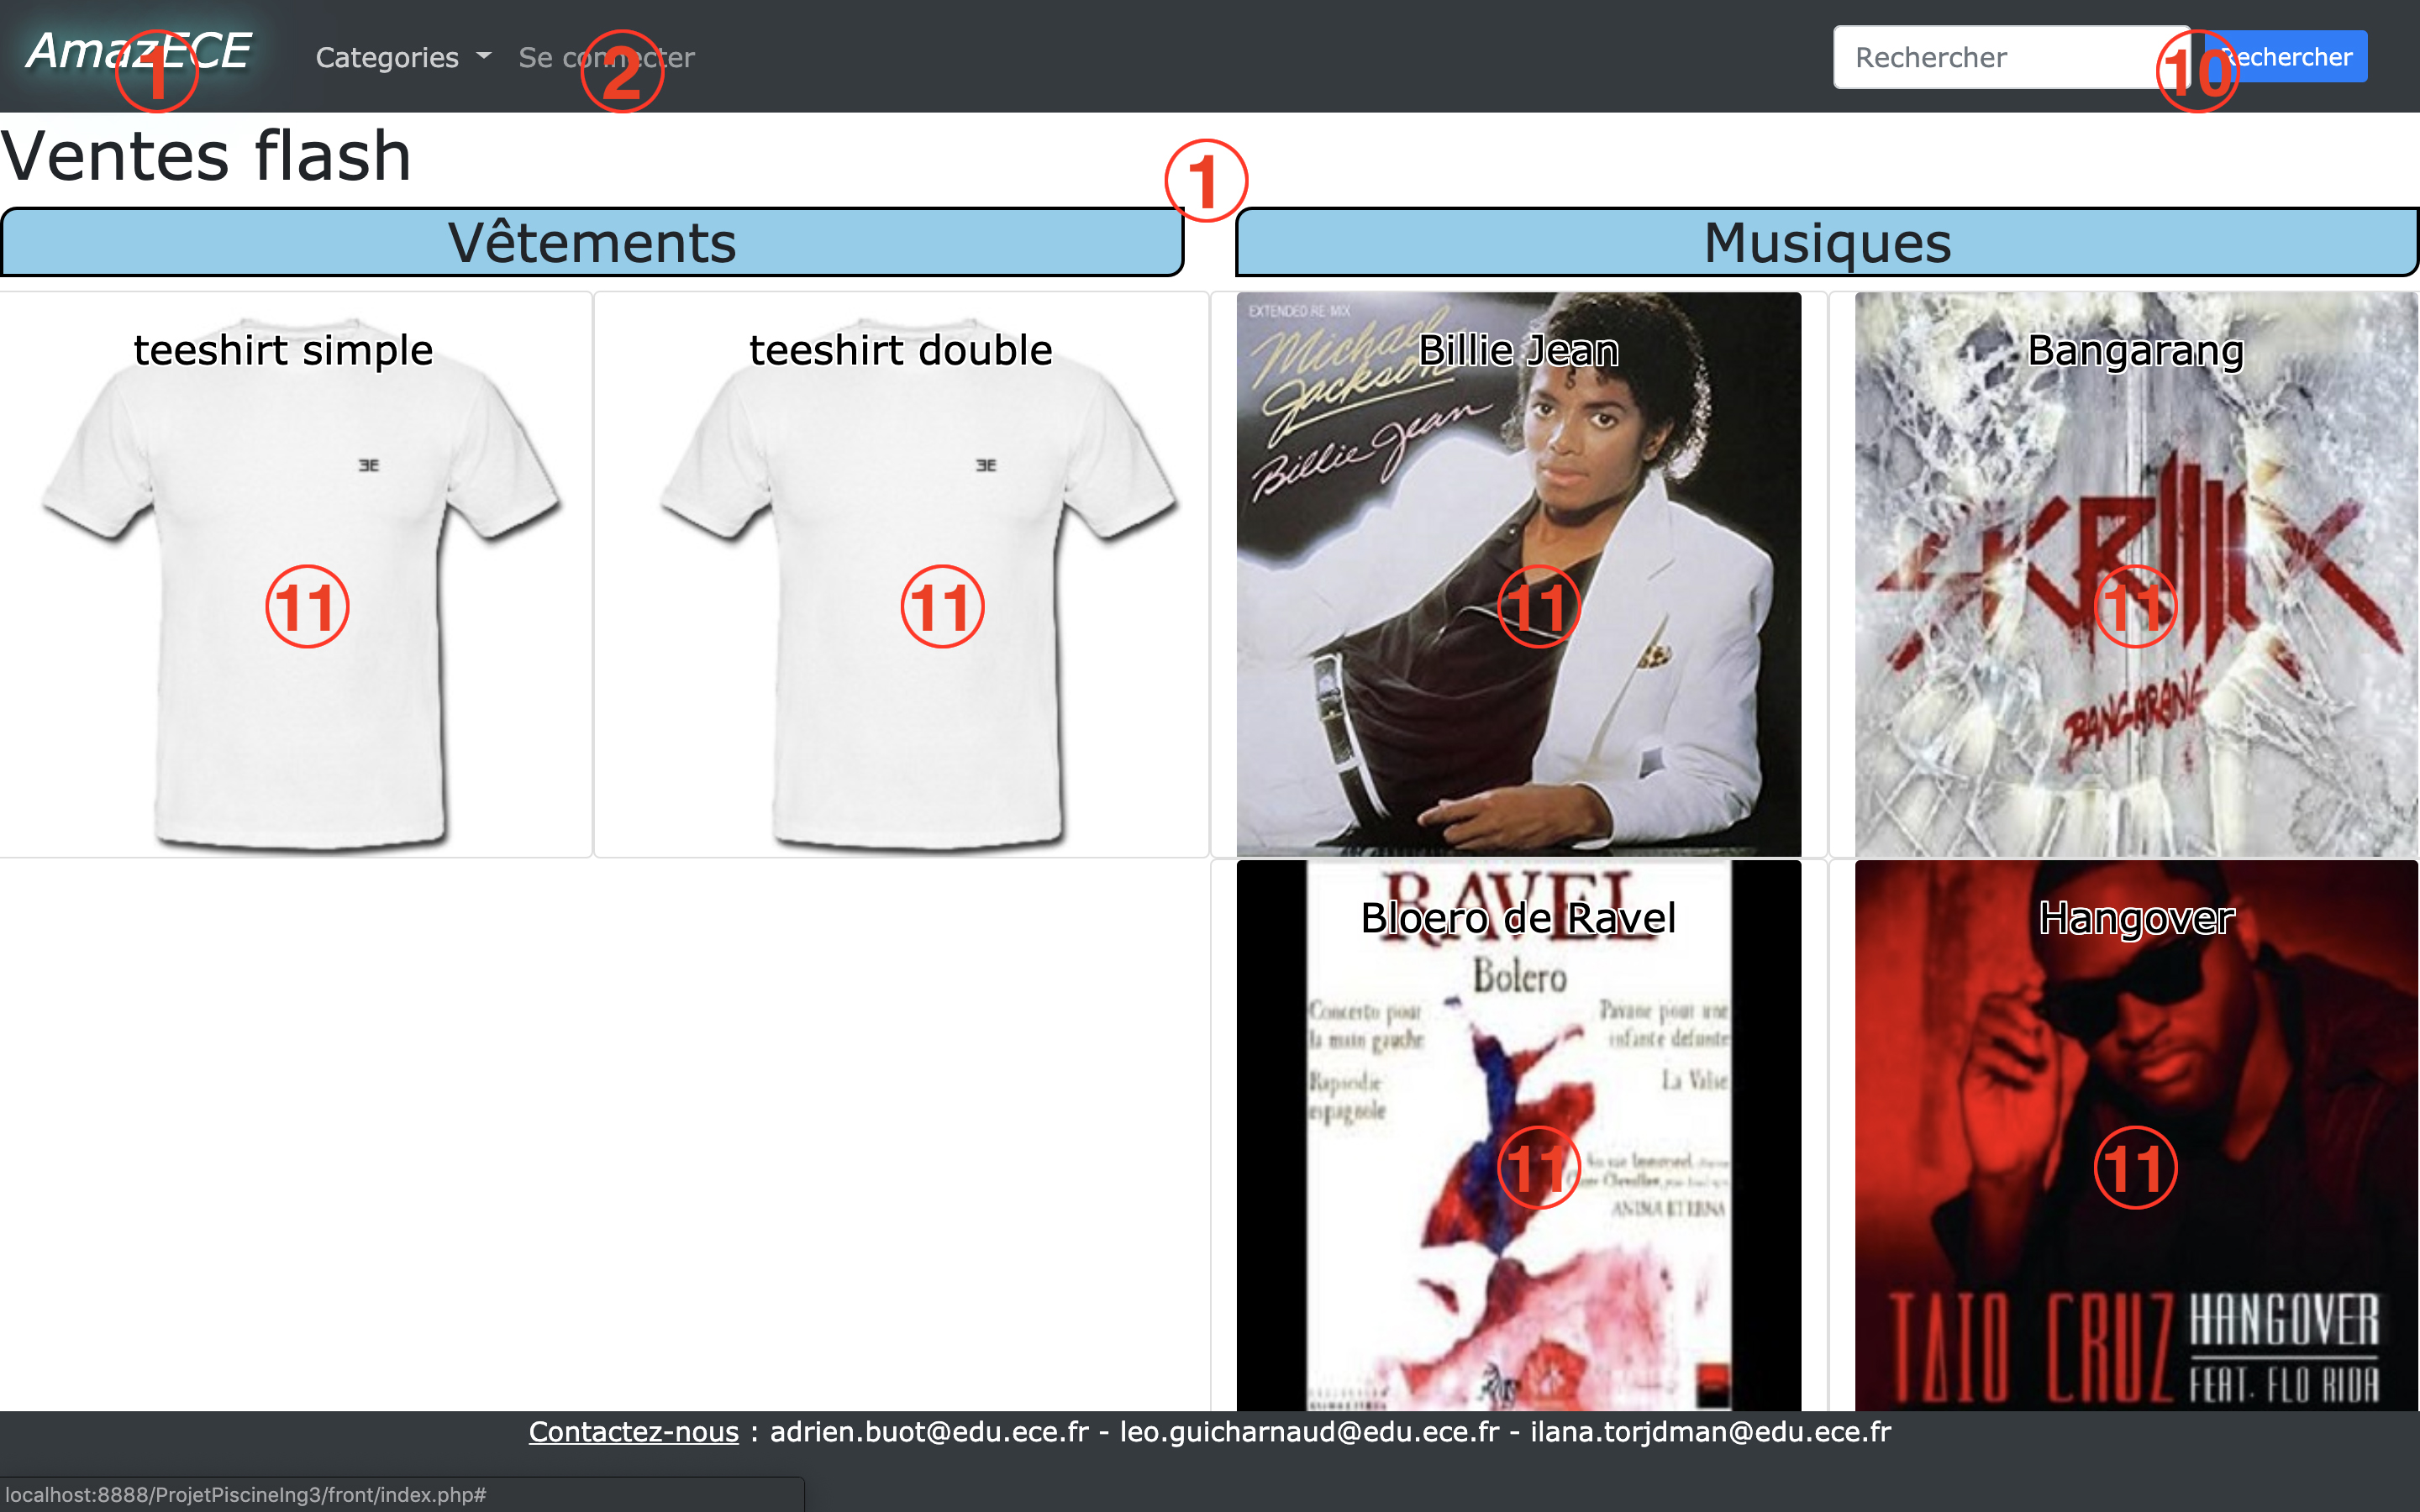 AmazECE
1
Categories
Se connecter
2
Rechercher
10
Rechercher
Ventes flash
1
Vêtements
Musiques
teeshirt simple
ƎE
11
teeshirt double
ƎE
11
EXTENDED RE-MIX
Michael
Jackson
Billie Jean
Billie Jean
11
Bangarang
SKRILLEX
11
BANGARANG
RAVEL
Bloero de Ravel
Bolero
Concerto pour
la main gauche
Pavane pour une
infante défunte
Rapsodie
espagnole
La Valse
11
ANIMA ETERNA
Hangover
11
TAIO CRUZ
HANGOVER
FEAT. FLO RIDA
Contactez-nous : adrien.buot@edu.ece.fr - leo.guicharnaud@edu.ece.fr - ilana.torjdman@edu.ece.fr
localhost:8888/ProjetPiscineIng3/front/index.php#